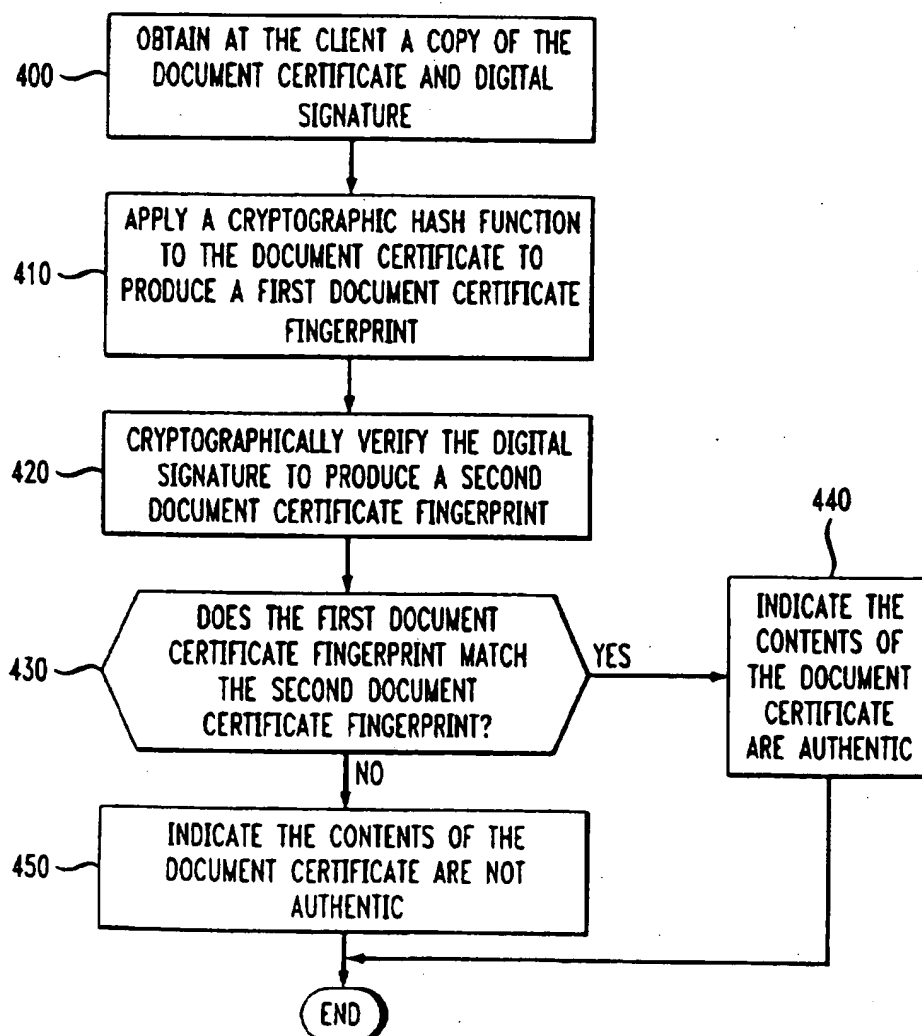 400
OBTAIN AT THE CLIENT A COPY OF THE
DOCUMENT CERTIFICATE AND DIGITAL
SIGNATURE
410
APPLY A CRYPTOGRAPHIC HASH FUNCTION
TO THE DOCUMENT CERTIFICATE TO
PRODUCE A FIRST DOCUMENT CERTIFICATE
FINGERPRINT
420
CRYPTOGRAPHICALLY VERIFY THE DIGITAL
SIGNATURE TO PRODUCE A SECOND
DOCUMENT CERTIFICATE FINGERPRINT
430
DOES THE FIRST DOCUMENT
CERTIFICATE FINGERPRINT MATCH
THE SECOND DOCUMENT
CERTIFICATE FINGERPRINT?
YES
440
INDICATE THE
CONTENTS OF
THE DOCUMENT
CERTIFICATE
ARE AUTHENTIC
NO
450
INDICATE THE CONTENTS OF THE
DOCUMENT CERTIFICATE ARE NOT
AUTHENTIC
END